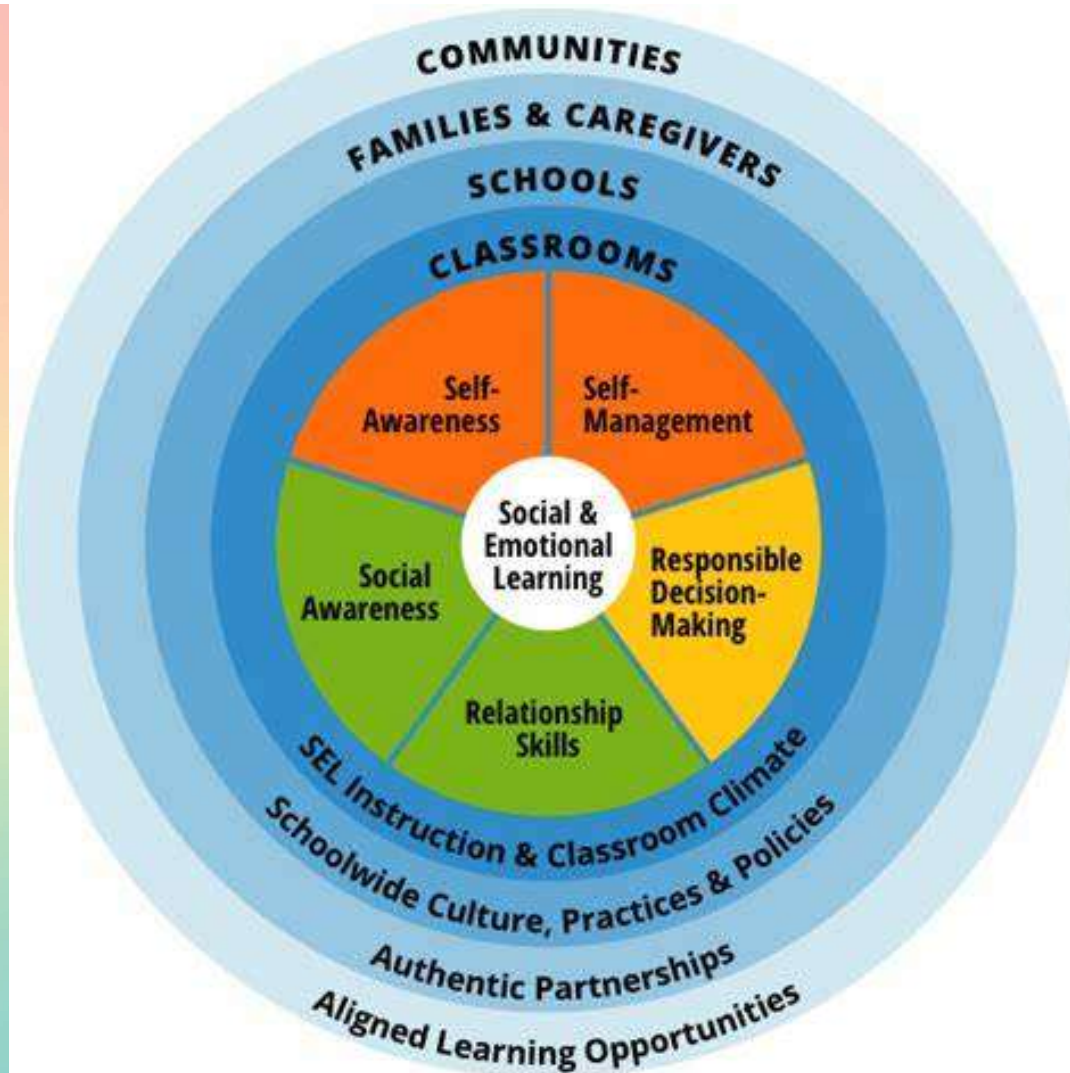 COMMUNITIES
FAMILIES & CAREGIVERS
SCHOOLS
CLASSROOMS
Self-
Awareness
Self-
Management
Social &
Emotional
Learning
Social
Awareness
Responsible
Decision-
Making
Relationship
Skills
SEL Instruction & Classroom Climate
Schoolwide Culture, Practices & Policies
Authentic Partnerships
Aligned Learning Opportunities